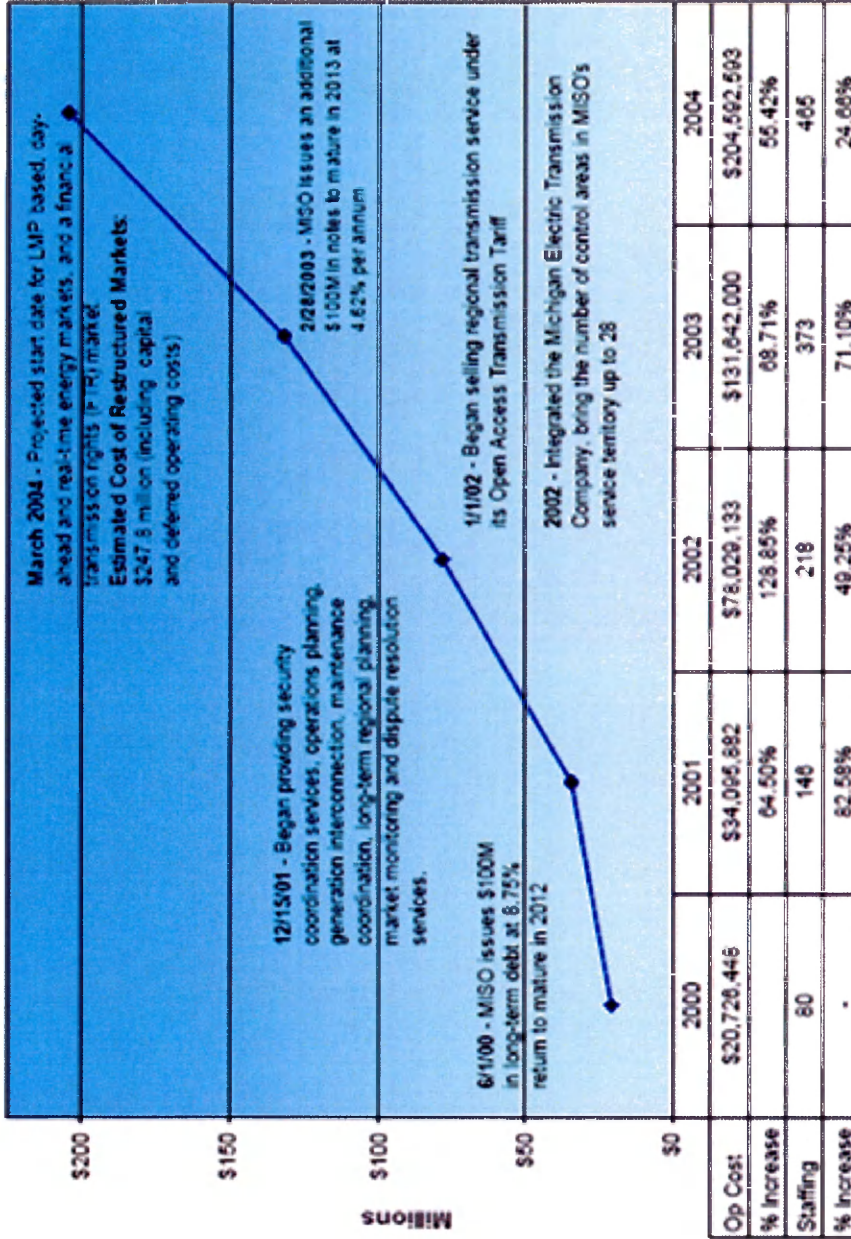 March 2004 - Projected start date for LMP based, day-
ahead and real-time energy markets, and a financial
transmission rights (FTR) market
Estimated Cost of Restructured Markets:
$247.8 million (including capital
and deferred operating costs)
2/28/2003 - MISO issues an additional
$100M in notes to mature in 2013 at
4.62% per annum
12/15/01 - Began providing security
coordination services, operations planning,
generation interconnection, maintenance
coordination, long-term regional planning,
market monitoring and dispute resolution
services.
1/1/02 - Began selling regional transmission service under
its Open Access Transmission Tariff
2002 - Integrated the Michigan Electric Transmission
Company, bring the number of control areas in MISO's
service territory up to 28
6/1/00 - MISO issues $100M
in long-term debt at 8.75%
return to mature in 2012
Millions
$200
$150
$100
$50
$0
2000 2001 2002 2003 2004
Op Cost $20,726,446 $34,095,882 $78,029,133 $131,642,000 $204,592,593
% Increase 64.50% 128.85% 68.71% 55.42%
Staffing 80 146 218 373 465
% Increase - 82.58% 49.25% 71.10% 24.66%